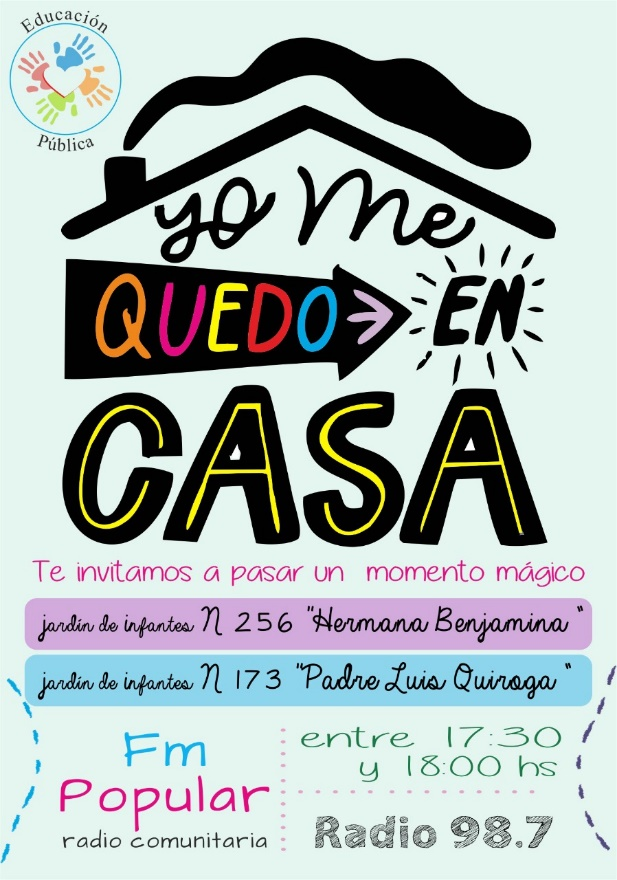 Educación
Pública
yo me
QUEDO
EN
CASA
Te invitamos a pasar un momento mágico
jardín de infantes N 256 "Hermana Benjamina "
jardín de infantes N 173 "Padre Luis Quiroga "
Fm
Popular
radio comunitaria
entre 17:30
y 18:00 hs
Radio 98.7